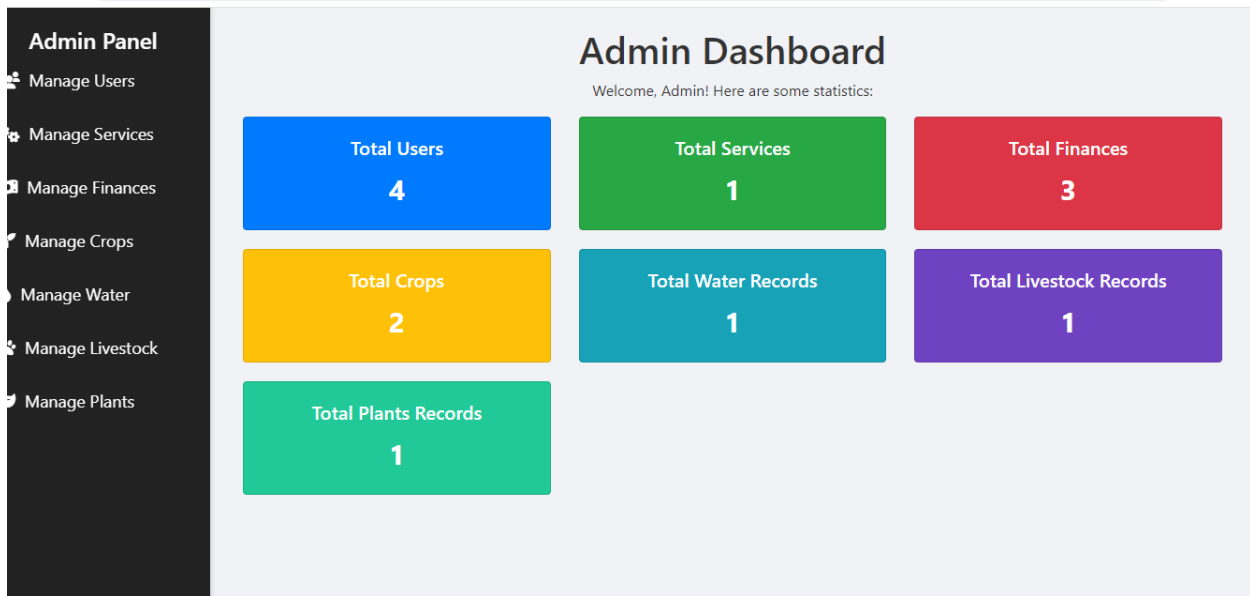 Admin Panel
Manage Users
Manage Services
Manage Finances
Manage Crops
Manage Water
Manage Livestock
Manage Plants
Admin Dashboard
Welcome, Admin! Here are some statistics:
Total Users
4
Total Services
1
Total Finances
3
Total Crops
2
Total Water Records
1
Total Livestock Records
1
Total Plants Records
1